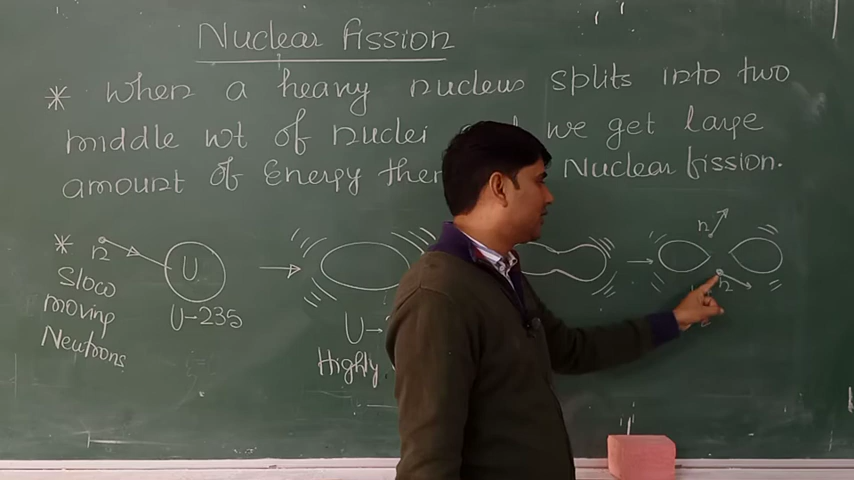 Nuclear fission
* When a heavy nucleus splits into two
middle wt of nuclei we get large
amount of Energy Nuclear fission.
* n U n
Slow moving Neutrons
U-235
U→
Highly
n